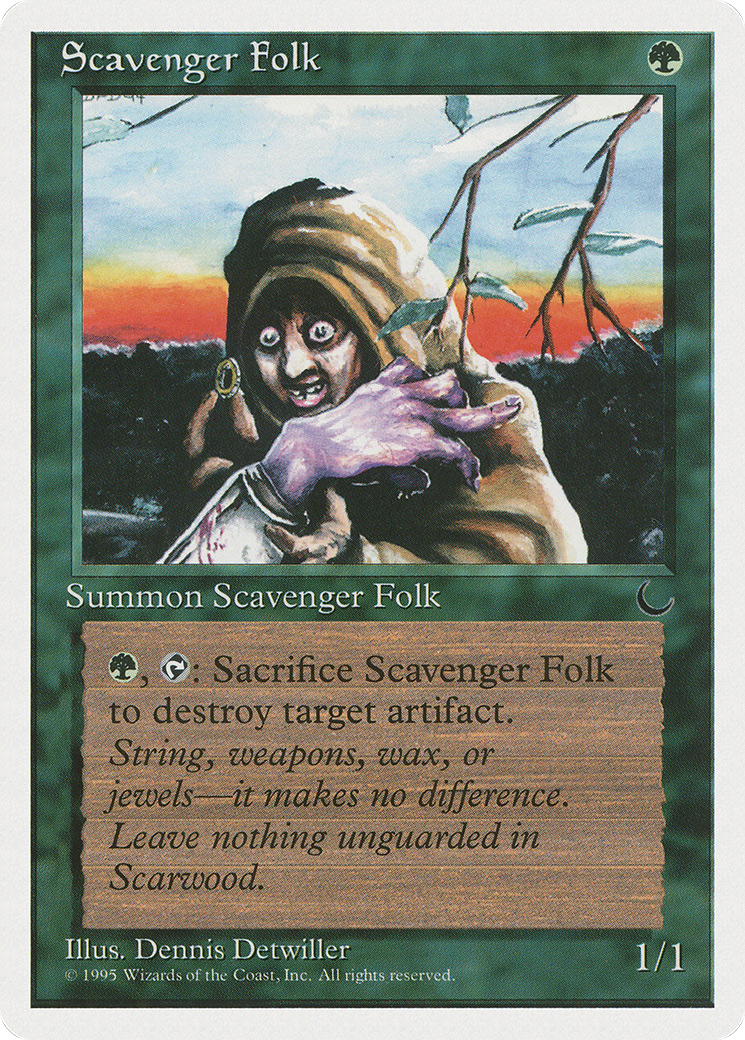 Scavenger Folk
Summon Scavenger Folk
, : Sacrifice Scavenger Folk
to destroy target artifact.
String, weapons, wax, or
jewels—it makes no difference.
Leave nothing unguarded in
Scarwood.
Illus. Dennis Detwiller
1/1
© 1995 Wizards of the Coast, Inc. All rights reserved.